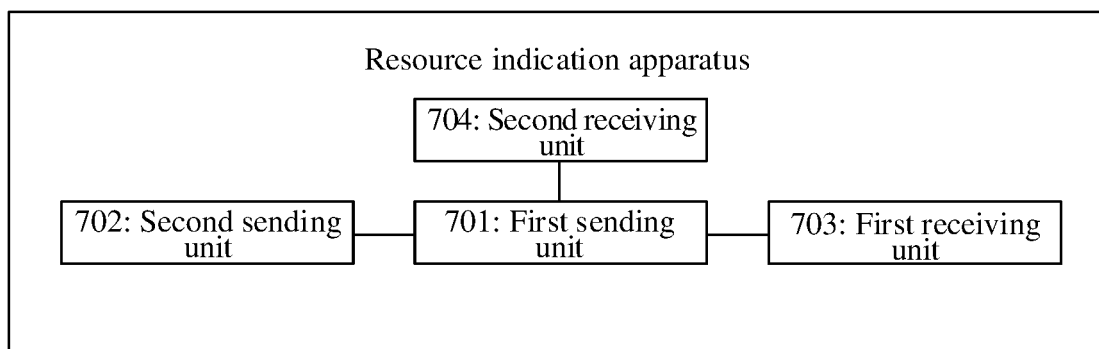 Resource indication apparatus
704: Second receiving
unit
702: Second sending
unit
701: First sending
unit
703: First receiving
unit